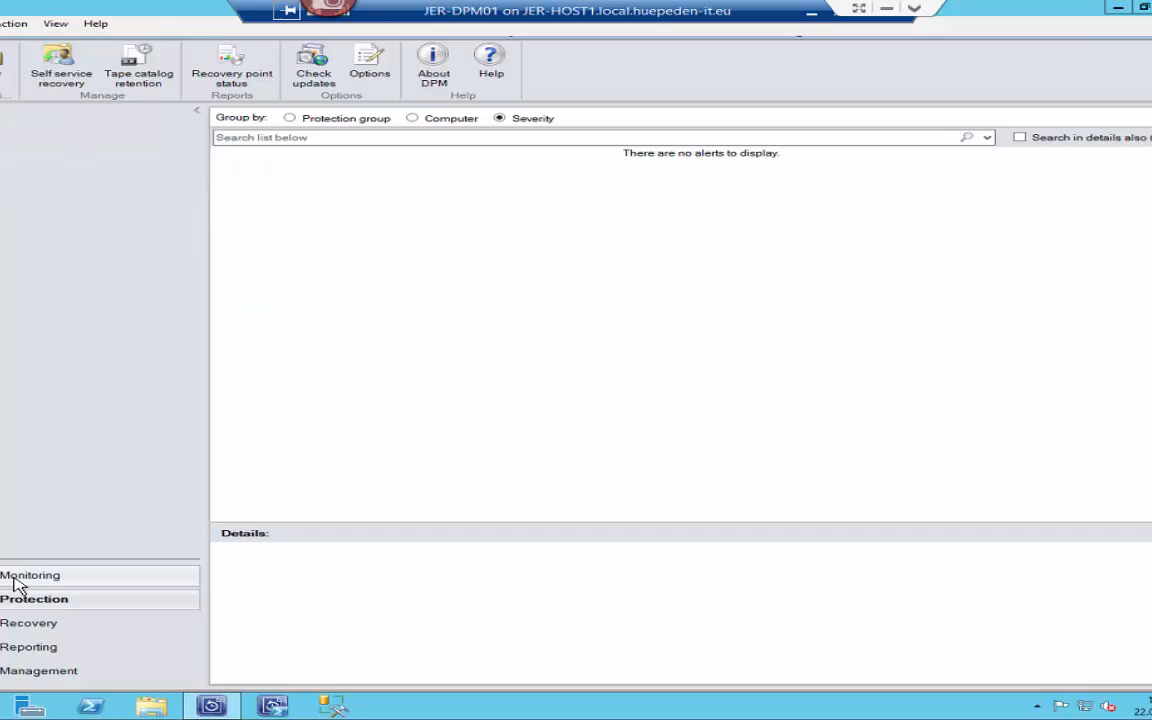 JER-DPM01 on JER-HOST1.local.huepeden-it.eu
ction View Help
Self service recovery
Tape catalog retention
Recovery point status
Check updates
Options
About DPM
Help
Manage
Reports
Options
Help
Group by: Protection group Computer Severity
Search list below
Search in details also (
There are no alerts to display.
Details:
Monitoring
Protection
Recovery
Reporting
Management
22.0